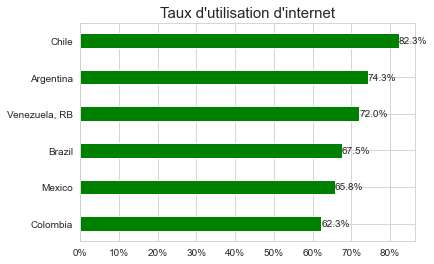 Taux d'utilisation d'internet
Chile 82.3%
Argentina 74.3%
Venezuela, RB 72.0%
Brazil 67.5%
Mexico 65.8%
Colombia 62.3%
0% 10% 20% 30% 40% 50% 60% 70% 80%